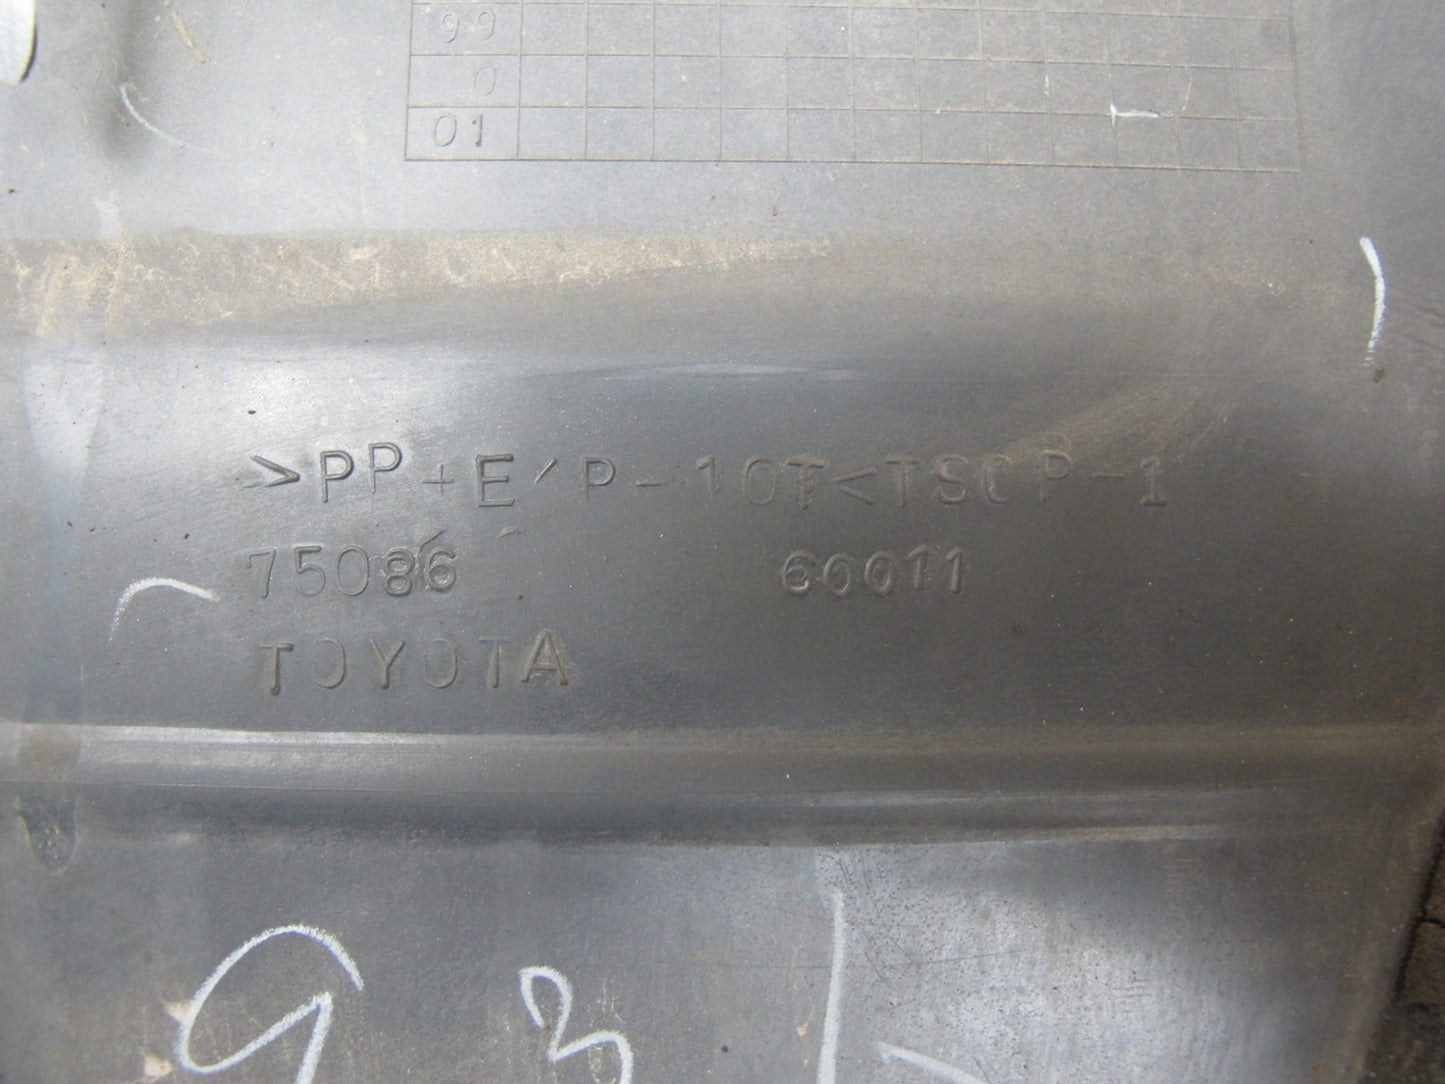 99
0
01
>PP+E/P-10T<TSOP-1
75086 60011
TOYOTA